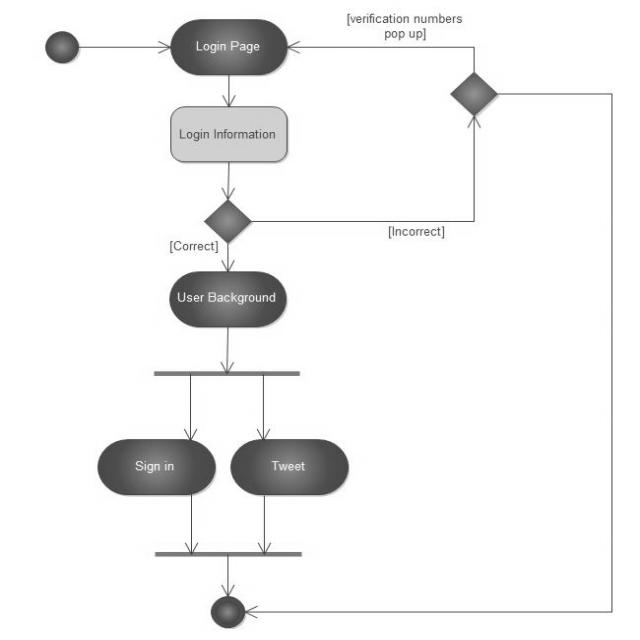 [verification numbers
pop up]
Login Page
Login Information
[Incorrect]
[Correct]
User Background
Sign in
Tweet